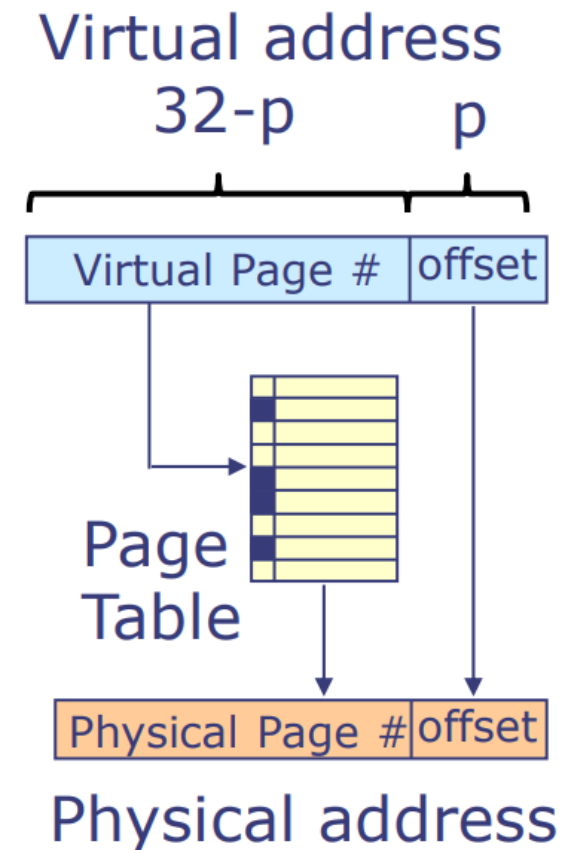 Virtual address
32-p p
Virtual Page # offset
Page
Table
Physical Page # offset
Physical address